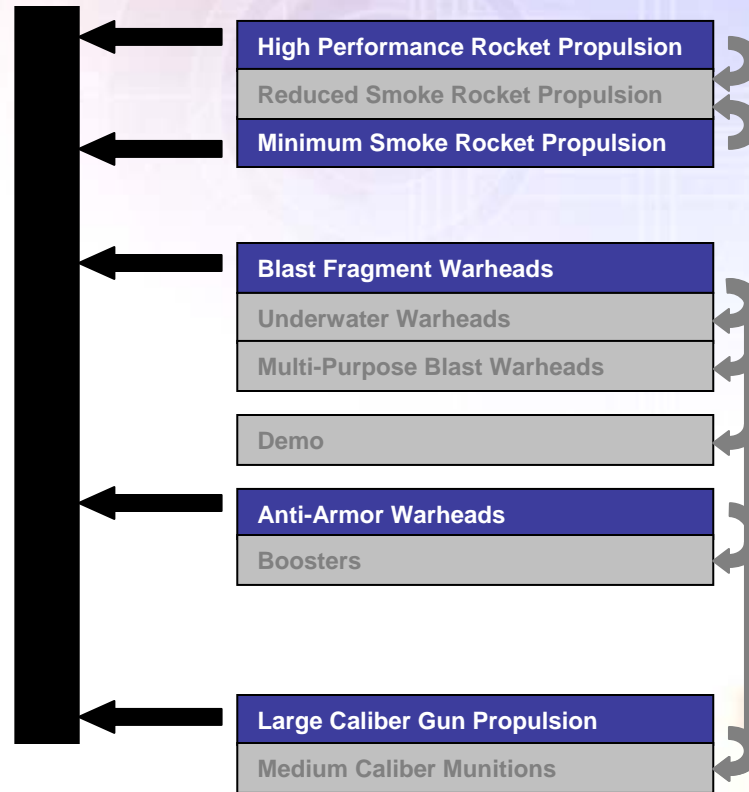 High Performance Rocket Propulsion
Reduced Smoke Rocket Propulsion
Minimum Smoke Rocket Propulsion
Blast Fragment Warheads
Underwater Warheads
Multi-Purpose Blast Warheads
Demo
Anti-Armor Warheads
Boosters
Large Caliber Gun Propulsion
Medium Caliber Munitions